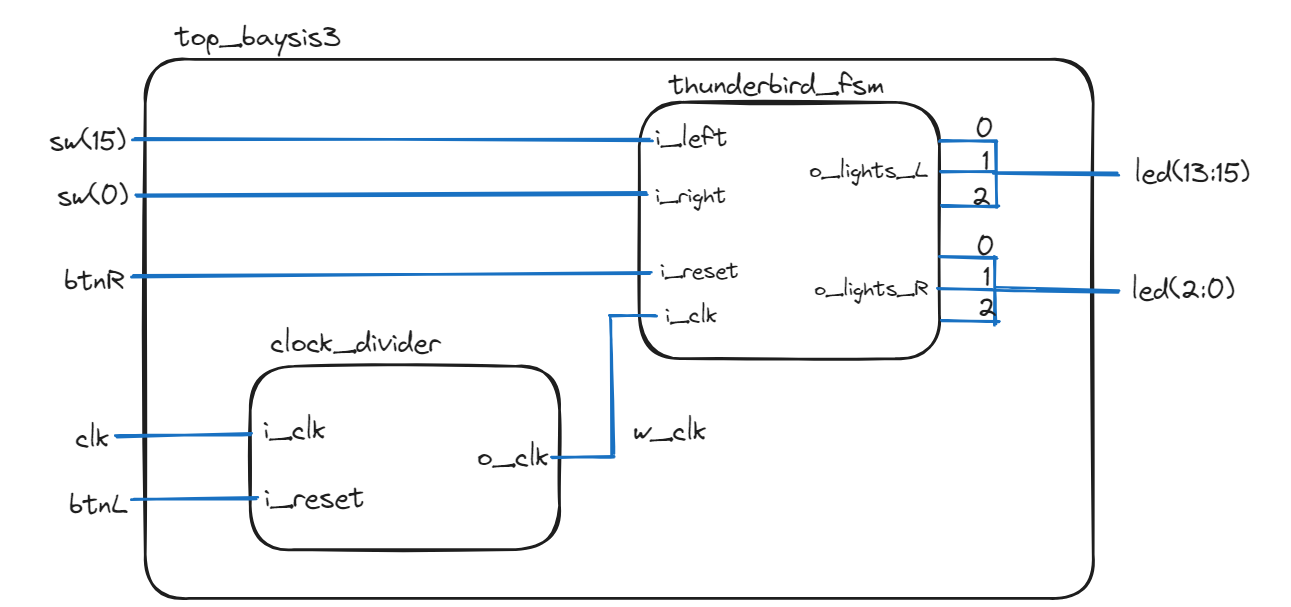 top_baysis3
thunderbird_fsm
sw(15)
i_left
0
o_lights_L
1
led(13:15)
sw(0)
i_right
2
0
btnR
i_reset
1
o_lights_R
led(2:0)
2
i_clk
clock_divider
clk
i_clk
w_clk
o_clk
btnL
i_reset